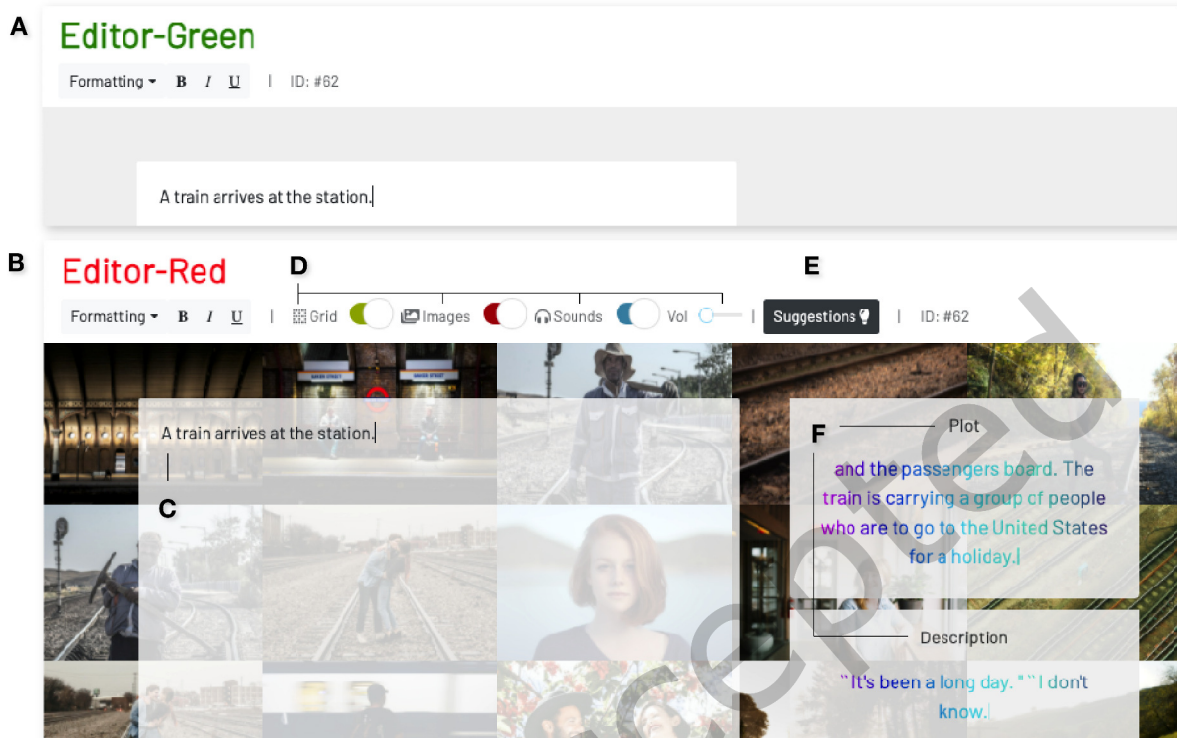 A
Editor-Green
Formatting B I U | ID: #62
A train arrives at the station.
B
Editor-Red
D
E
Formatting B I U | Grid Images Sounds Vol | Suggestions | ID: #62
A train arrives at the station.
C
F
Plot
and the passengers board. The
train is carrying a group of people
who are to go to the United States
for a holiday.
Description
``It's been a long day. " ``I don't
know.
cepted